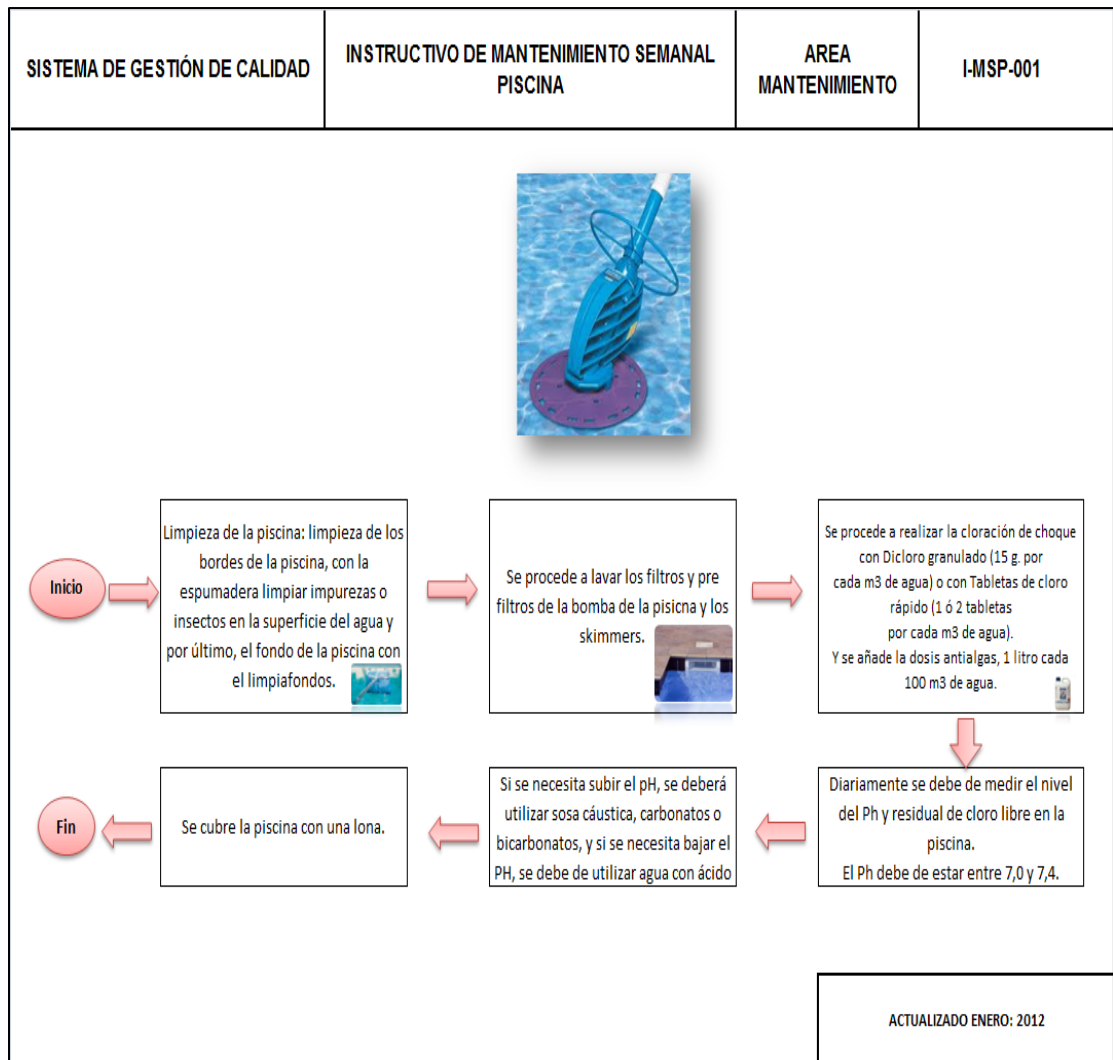 SISTEMA DE GESTIÓN DE CALIDAD
INSTRUCTIVO DE MANTENIMIENTO SEMANAL
PISCINA
AREA
MANTENIMIENTO
I-MSP-001
Inicio
Limpieza de la piscina: limpieza de los
bordes de la piscina, con la
espumadera limpiar impurezas o
insectos en la superficie del agua y
por último, el fondo de la piscina con
el limpiafondos.
Se procede a lavar los filtros y pre
filtros de la bomba de la pisicna y los
skimmers.
Se procede a realizar la cloración de choque
con Dicloro granulado (15 g. por
cada m3 de agua) o con Tabletas de cloro
rápido (1 ó 2 tabletas
por cada m3 de agua).
Y se añade la dosis antialgas, 1 litro cada
100 m3 de agua.
Diariamente se debe de medir el nivel
del Ph y residual de cloro libre en la
piscina.
El Ph debe de estar entre 7,0 y 7,4.
Si se necesita subir el pH, se deberá
utilizar sosa cáustica, carbonatos o
bicarbonatos, y si se necesita bajar el
PH, se debe de utilizar agua con ácido
Se cubre la piscina con una lona.
Fin
ACTUALIZADO ENERO: 2012